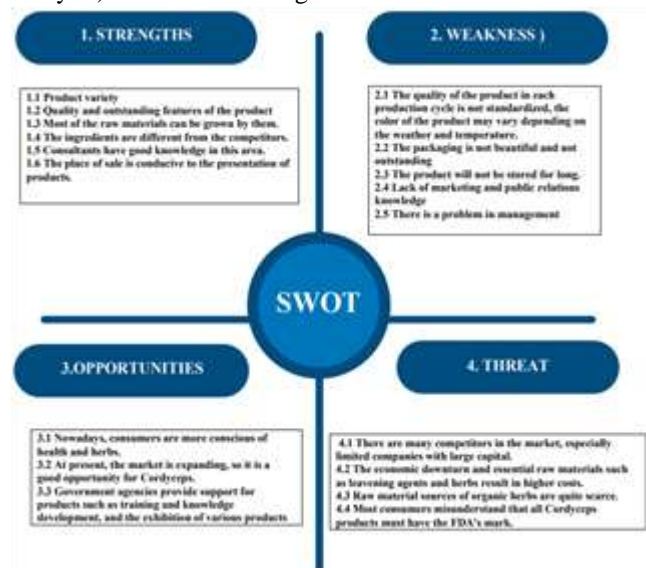 1. STRENGTHS
1.1 Product variety
1.2 Quality and outstanding features of the product
1.3 Most of the raw materials can be grown by them.
1.4 The ingredients are different from the competitors.
1.5 Consultants have good knowledge in this area.
1.6 The place of sale is conducive to the presentation of
products.
2. WEAKNESS )
2.1 The quality of the product in each
production cycle is not standardized, the
color of the product may vary depending on
the weather and temperature.
2.2 The packaging is not beautiful and not
outstanding
2.3 The product will not be stored for long.
2.4 Lack of marketing and public relations
knowledge
2.5 There is a problem in management
SWOT
3.OPPORTUNITIES
3.1 Nowadays, consumers are more conscious of
health and herbs.
3.2 At present, the market is expanding, so it is a
good opportunity for Cordyceps.
3.3 Government agencies provide support for
products such as training and knowledge
development, and the exhibition of various products
4. THREAT
4.1 There are many competitors in the market, especially
limited companies with large capital.
4.2 The economic downturn and essential raw materials such
as leavening agents and herbs result in higher costs.
4.3 Raw material sources of organic herbs are quite scarce.
4.4 Most consumers misunderstand that all Cordyceps
products must have the FDA's mark.